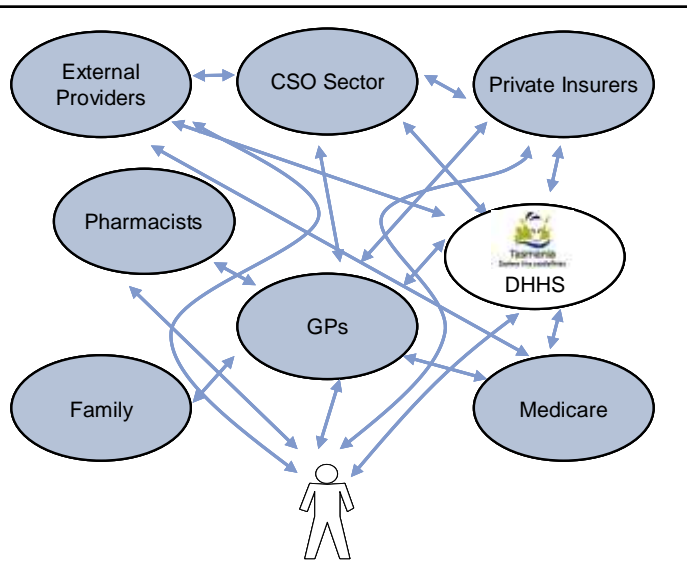 External
Providers
CSO Sector
Private Insurers
Pharmacists
Tasmania
DHHS
GPs
Family
Medicare